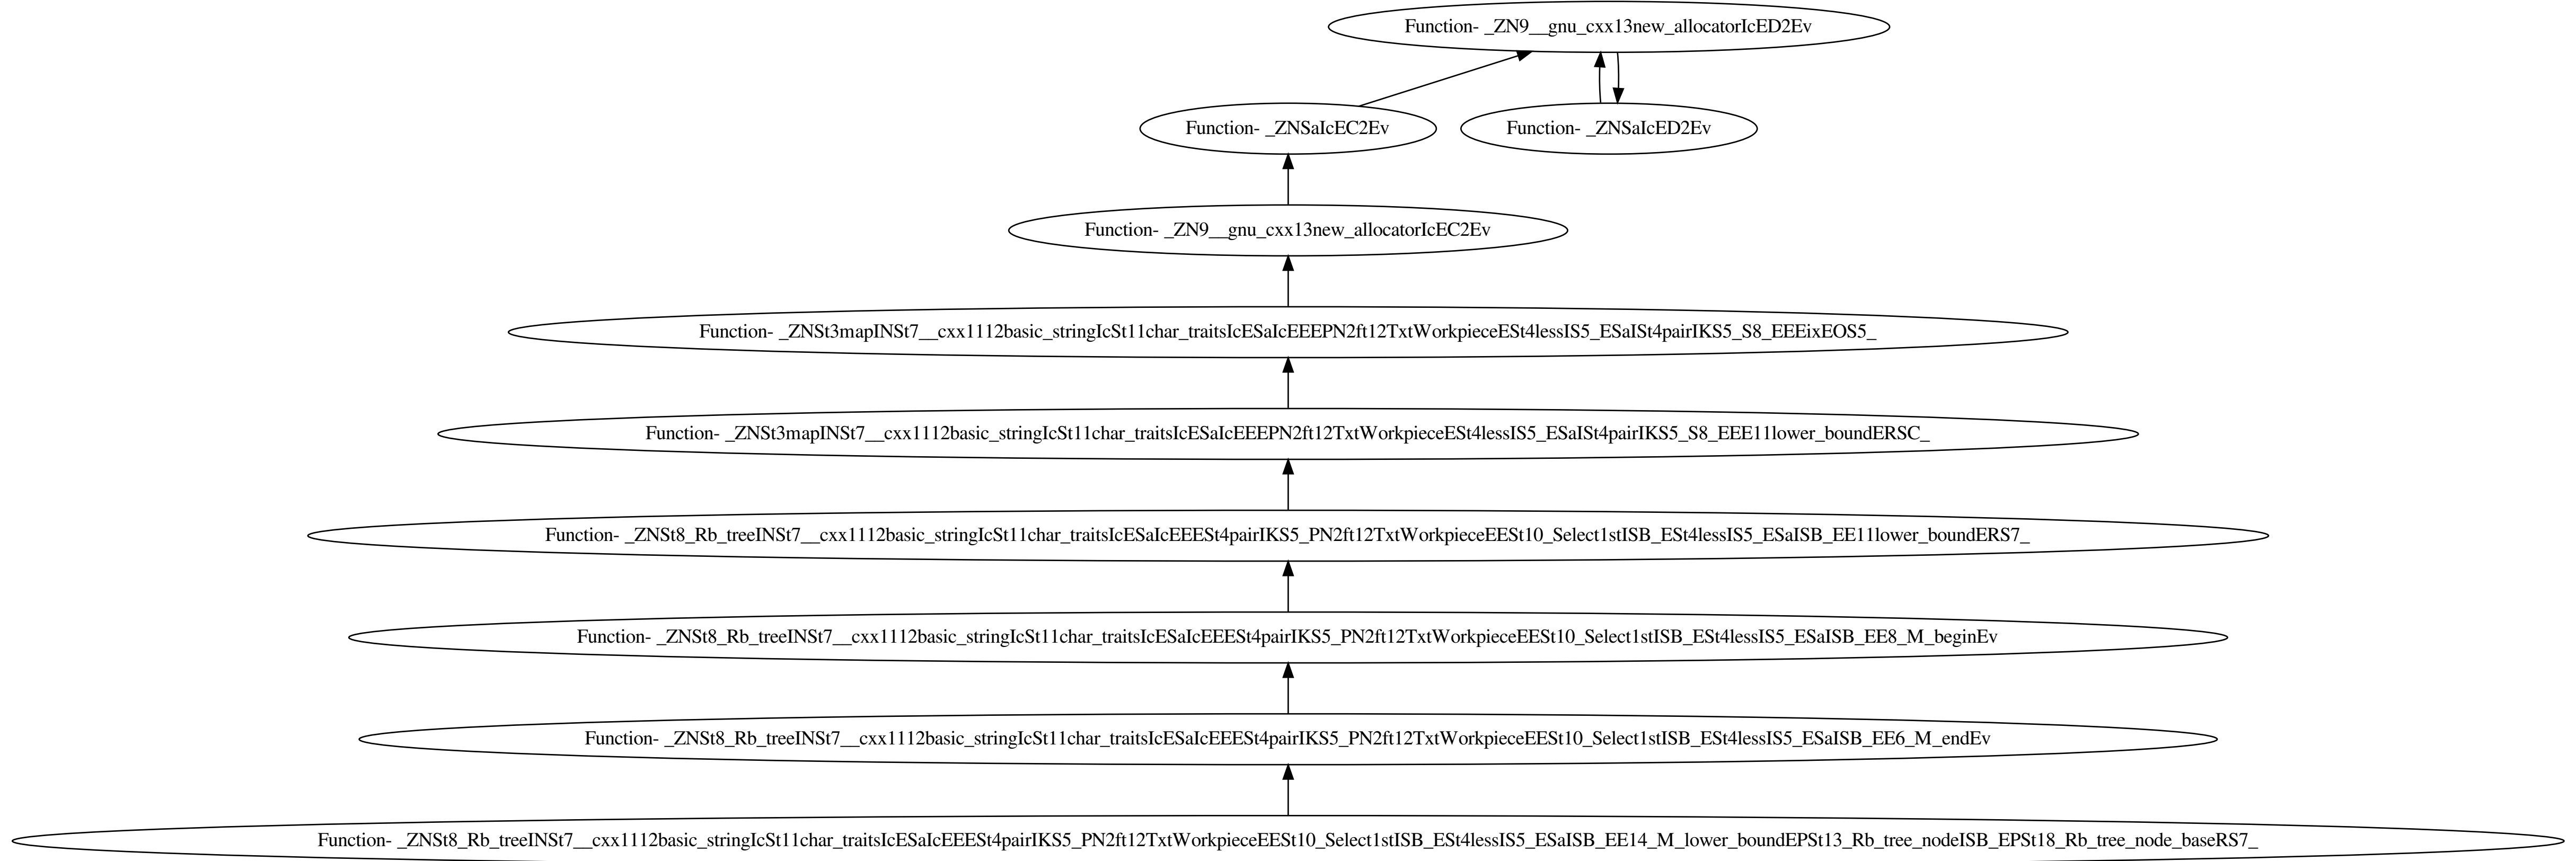 Function- _ZN9__gnu_cxx13new_allocatorIcED2Ev
Function- _ZNSaIcEC2Ev
Function- _ZNSaIcED2Ev
Function- _ZN9__gnu_cxx13new_allocatorIcEC2Ev
Function- _ZNSt3mapINSt7__cxx1112basic_stringIcSt11char_traitsIcESaIcEEEPN2ft12TxtWorkpieceESt4lessIS5_ESaISt4pairIKS5_S8_EEEixEOS5_
Function- _ZNSt3mapINSt7__cxx1112basic_stringIcSt11char_traitsIcESaIcEEEPN2ft12TxtWorkpieceESt4lessIS5_ESaISt4pairIKS5_S8_EEE11lower_boundERSC_
Function- _ZNSt8_Rb_treeINSt7__cxx1112basic_stringIcSt11char_traitsIcESaIcEEESt4pairIKS5_PN2ft12TxtWorkpieceEESt10_Select1stISB_ESt4lessIS5_ESaISB_EE11lower_boundERS7_
Function- _ZNSt8_Rb_treeINSt7__cxx1112basic_stringIcSt11char_traitsIcESaIcEEESt4pairIKS5_PN2ft12TxtWorkpieceEESt10_Select1stISB_ESt4lessIS5_ESaISB_EE8_M_beginEv
Function- _ZNSt8_Rb_treeINSt7__cxx1112basic_stringIcSt11char_traitsIcESaIcEEESt4pairIKS5_PN2ft12TxtWorkpieceEESt10_Select1stISB_ESt4lessIS5_ESaISB_EE6_M_endEv
Function- _ZNSt8_Rb_treeINSt7__cxx1112basic_stringIcSt11char_traitsIcESaIcEEESt4pairIKS5_PN2ft12TxtWorkpieceEESt10_Select1stISB_ESt4lessIS5_ESaISB_EE14_M_lower_boundEPSt13_Rb_tree_nodeISB_EPSt18_Rb_tree_node_baseRS7_